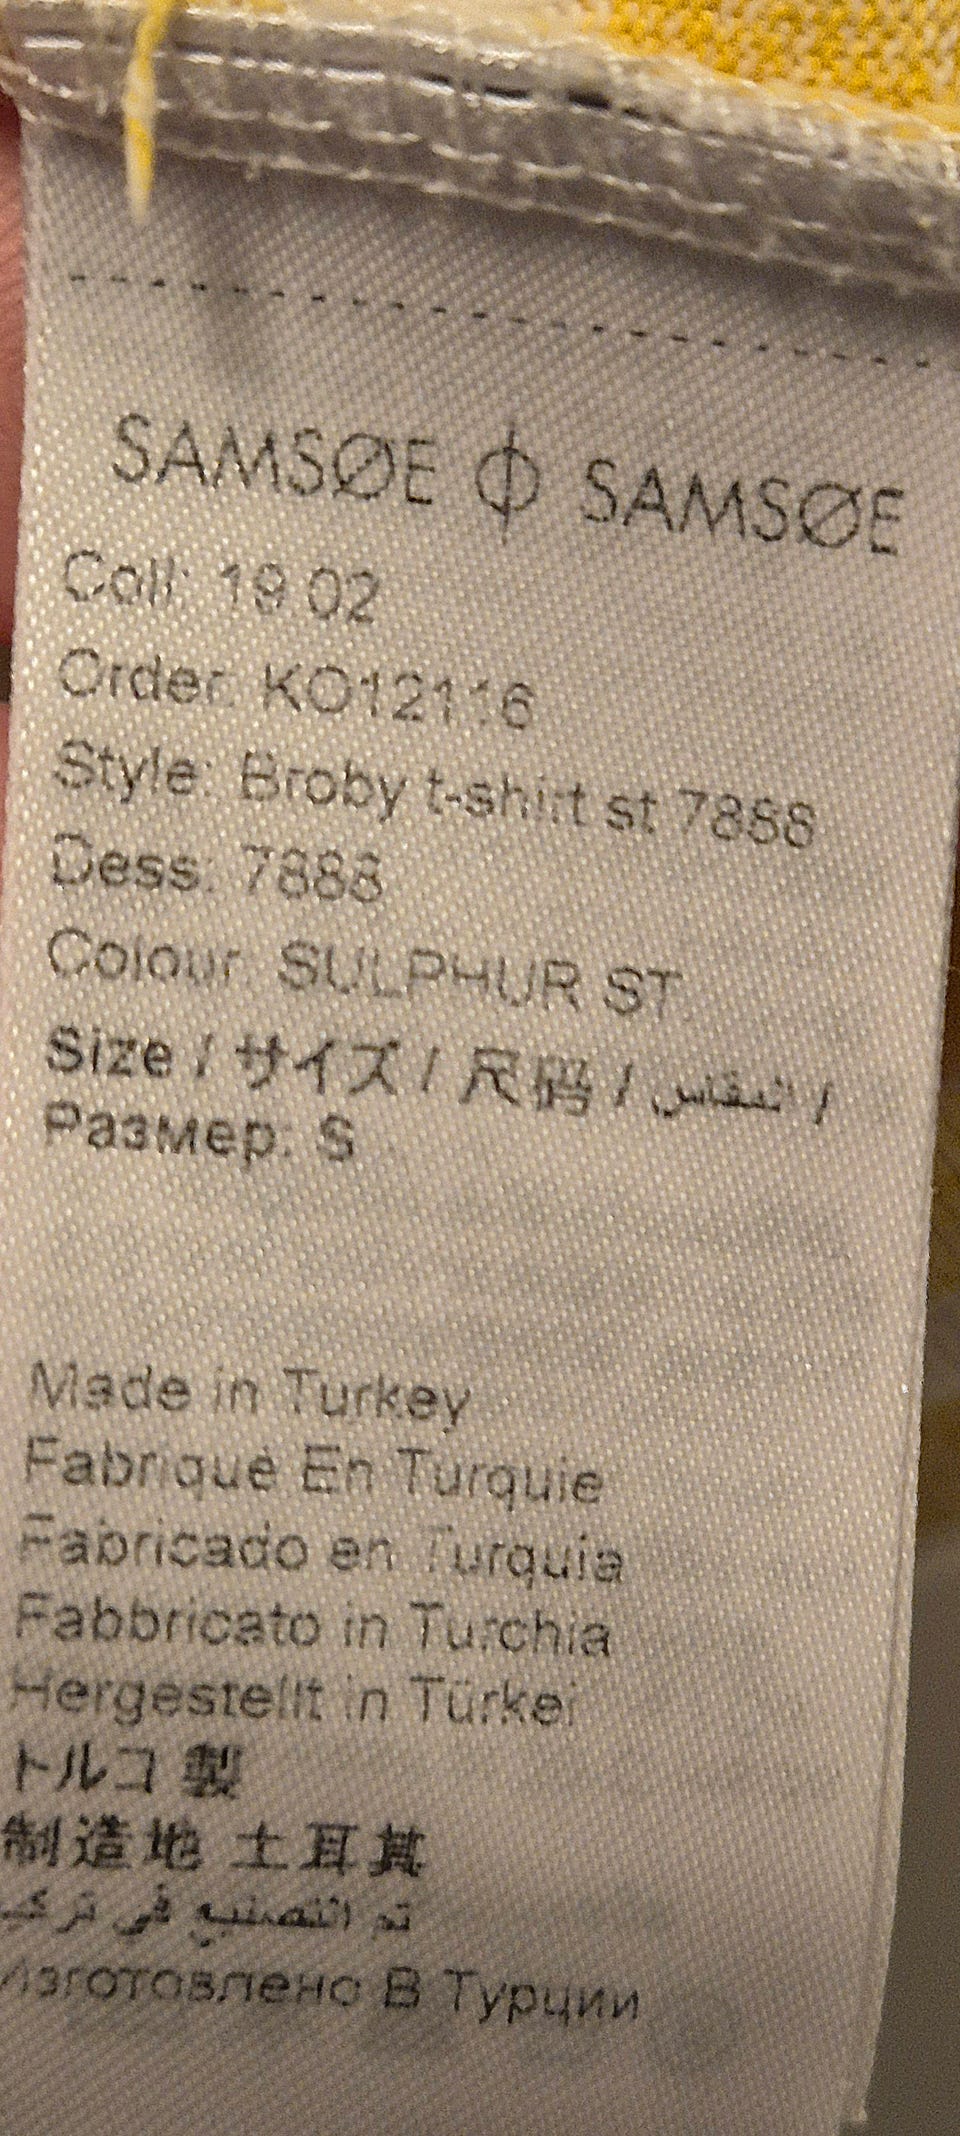 SAMSØE Φ SAMSØE
Coll: 19 02
Order: KO12116
Style: Broby t-shirt st 7888
Dess: 7888
Colour: SULPHUR ST.
Size / サイズ / 尺码 / المقاس /
Размер: S
Made in Turkey
Fabriqué En Turquie
Fabricado en Turquia
Fabbricato in Turchia
Hergestellt in Türkei
トルコ 製
制造地 土耳其
تم التصنيع في
Изготовлено В Турции